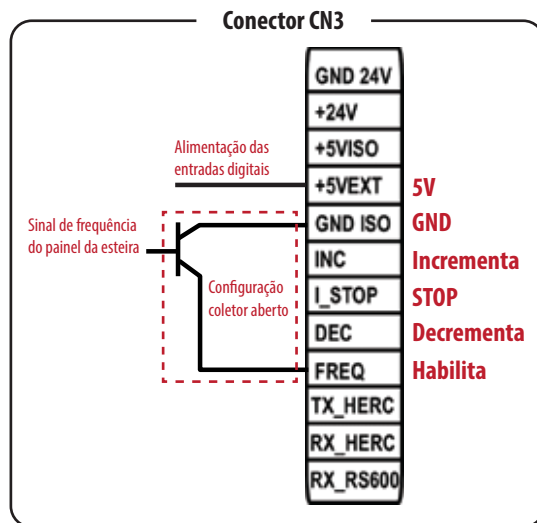 Conector CN3
GND 24V
+24V
+5VISO
Alimentação das
entradas digitais
+5VEXT
5V
GND ISO
GND
Sinal de frequência
do painel da esteira
INC
Incrementa
Configuração
coletor aberto
I_STOP
STOP
DEC
Decrementa
FREQ
Habilita
TX_HERC
RX_HERC
RX_RS600